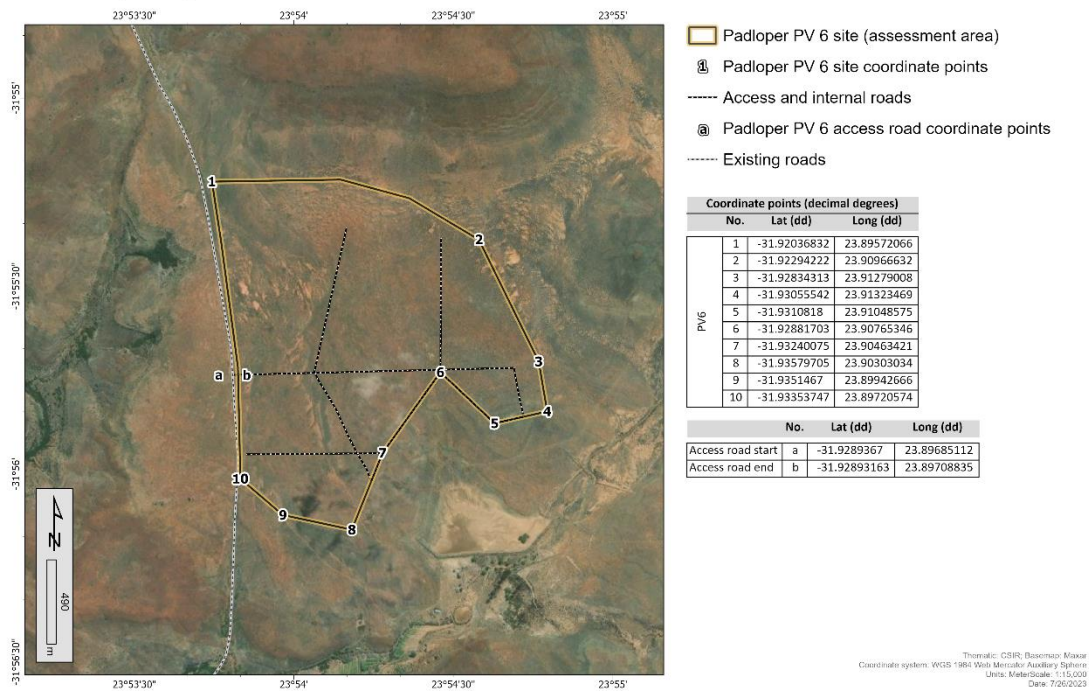 23°53'30"
23°54'
23°54'30"
23°55'
-31°55'
-31°55'30"
-31°56'
-31°56'30"
1
2
3
a
b
6
4
5
7
10
9
8
N
490
m
23°53'30"
23°54'
23°54'30"
23°55'
Padloper PV 6 site (assessment area)
1 Padloper PV 6 site coordinate points
Access and internal roads
a Padloper PV 6 access road coordinate points
Existing roads
Coordinate points (decimal degrees)
No. Lat (dd) Long (dd)
PV6
1 -31.92036832 23.89572066
2 -31.92294222 23.90966632
3 -31.92834313 23.91279008
4 -31.93055542 23.91323469
5 -31.9310818 23.91048575
6 -31.92881703 23.90765346
7 -31.93240075 23.90463421
8 -31.93579705 23.90303034
9 -31.9351467 23.89942666
10 -31.93353747 23.89720574
No. Lat (dd) Long (dd)
Access road start a -31.9289367 23.89685112
Access road end b -31.92893163 23.89708835
Thematic: CSIR; Basemap: Maxar
Coordinate system: WGS 1984 Web Mercator Auxiliary Sphere
Units: MeterScale: 1:15,000
Date: 7/26/2023